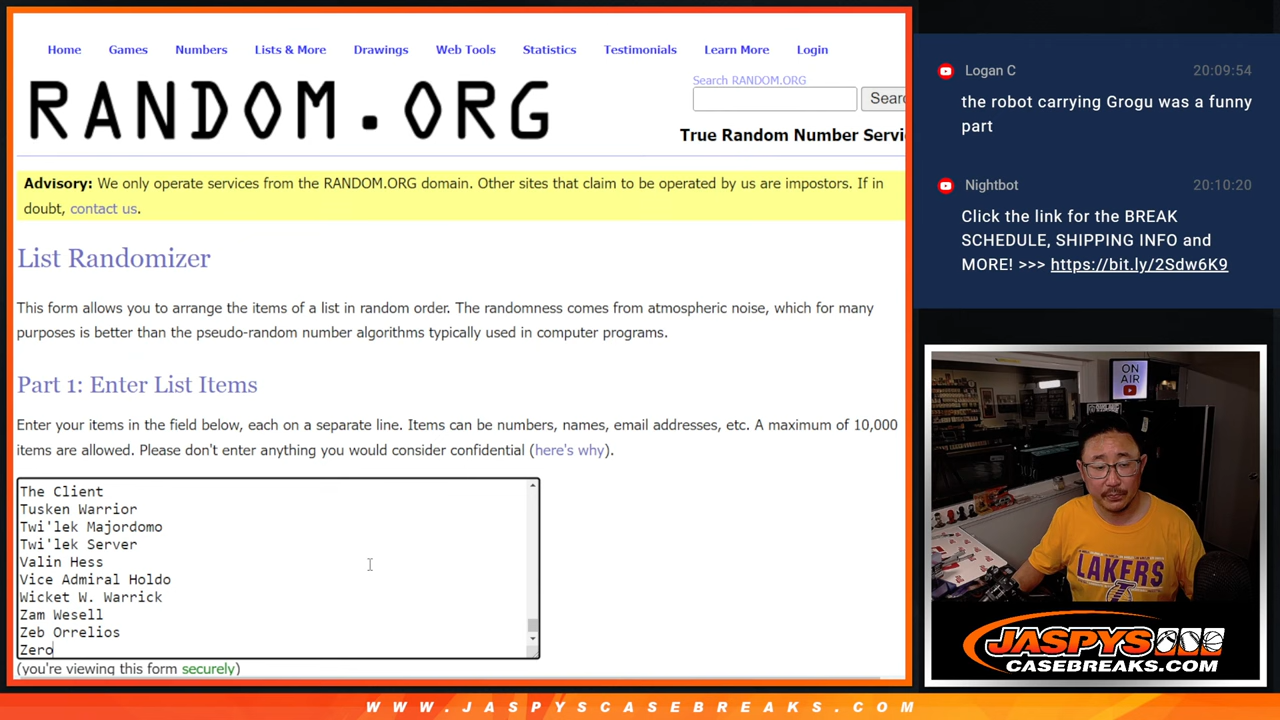 Home Games Numbers Lists & More Drawings Web Tools Statistics Testimonials Learn More Login
RANDOM.ORG
Search RANDOM.ORG
Searc
True Random Number Servi
Advisory: We only operate services from the RANDOM.ORG domain. Other sites that claim to be operated by us are impostors. If in
doubt, contact us.
List Randomizer
This form allows you to arrange the items of a list in random order. The randomness comes from atmospheric noise, which for many
purposes is better than the pseudo-random number algorithms typically used in computer programs.
Part 1: Enter List Items
Enter your items in the field below, each on a separate line. Items can be numbers, names, email addresses, etc. A maximum of 10,000
items are allowed. Please don't enter anything you would consider confidential (here's why).
The Client
Tusken Warrior
Twi'lek Majordomo
Twi'lek Server
Valin Hess
Vice Admiral Holdo
Wicket W. Warrick
Zam Wesell
Zeb Orrelios
Zero
(you're viewing this form securely)
Logan C 20:09:54
the robot carrying Grogu was a funny
part
Nightbot 20:10:20
Click the link for the BREAK
SCHEDULE, SHIPPING INFO and
MORE! >>> https://bit.ly/2Sdw6K9
ON
AIR
LAKERS
JASPYS
CASEBREAKS.COM
WWW.JASPYSCASEBREAKS.COM